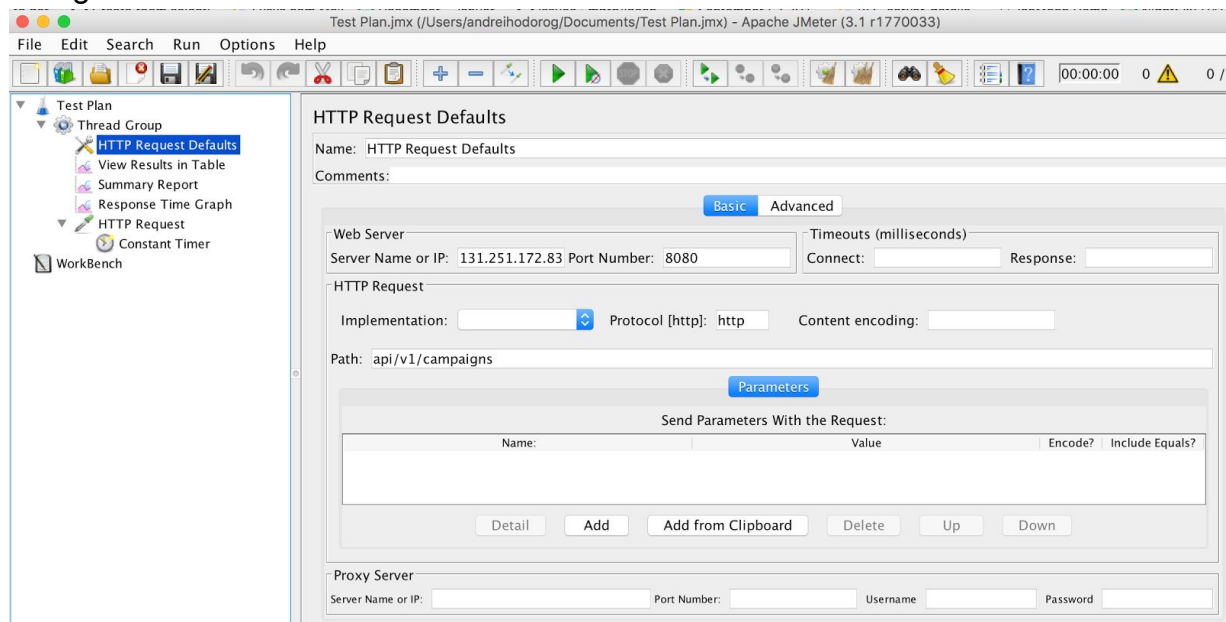 Test Plan.jmx (/Users/andreihodorog/Documents/Test Plan.jmx) - Apache JMeter (3.1 r1770033)
File Edit Search Run Options Help
00:00:00 0 0 /
Test Plan
Thread Group
HTTP Request Defaults
View Results in Table
Summary Report
Response Time Graph
HTTP Request
Constant Timer
WorkBench
HTTP Request Defaults
Name: HTTP Request Defaults
Comments:
Basic Advanced
Web Server
Server Name or IP: 131.251.172.83 Port Number: 8080
Timeouts (milliseconds)
Connect: Response:
HTTP Request
Implementation: Protocol [http]: http Content encoding:
Path: api/v1/campaigns
Parameters
Send Parameters With the Request:
Name: Value Encode? Include Equals?
Detail Add Add from Clipboard Delete Up Down
Proxy Server
Server Name or IP: Port Number: Username Password